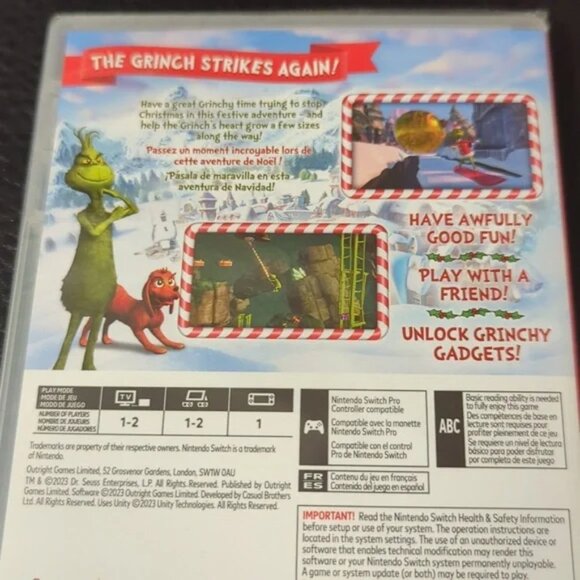 THE GRINCH STRIKES AGAIN!
Have a great Grinchy time trying to stop
Christmas in this festive adventure – and
help the Grinch's heart grow a few sizes
along the way!
Passez un moment incroyable lors de
cette aventure de Noël !
¡Pásala de maravilla en esta
aventura de Navidad!
HAVE AWFULLY
GOOD FUN!
PLAY WITH A
FRIEND!
UNLOCK GRINCHY
GADGETS!
PLAY MODE
MODE DE JEU
MODO DE JUEGO
TV
NUMBER OF PLAYERS
NOMBRE DE JOUEURS
NÚMERO DE JUGADORES
1-2
1-2
1
Trademarks are property of their respective owners. Nintendo Switch is a trademark
of Nintendo.
Outright Games Limited, 52 Grosvenor Gardens, London, SW1W 0AU
TM & ©2023 Dr. Seuss Enterprises, L.P. All Rights Reserved. Published by Outright
Games Limited. Software ©2023 Outright Games Limited. Developed by Casual Brothers
Ltd. All Rights Reserved. Uses Unity ©2023 Unity Technologies. All Rights Reserved.
Nintendo Switch Pro
Controller compatible
Compatible avec la manette
Nintendo Switch Pro
Compatible con el control
Pro de Nintendo Switch
ABC
Basic reading ability is needed
to fully enjoy this game
Des compétences de base en
lecture sont requises pour
profiter pleinement de ce jeu
Se requiere un nivel de lectura
básico para poder disfrutar
por completo de este juego
FR
ES
Contenu du jeu en français
Contenido del juego en español
IMPORTANT! Read the Nintendo Switch Health & Safety Information
before setup or use of your system. The operation instructions are
located in the system settings. The use of an unauthorized device or
software that enables technical modification may render this
software or your Nintendo Switch system permanently unplayable.
A game or system update (or both) may be required to play.